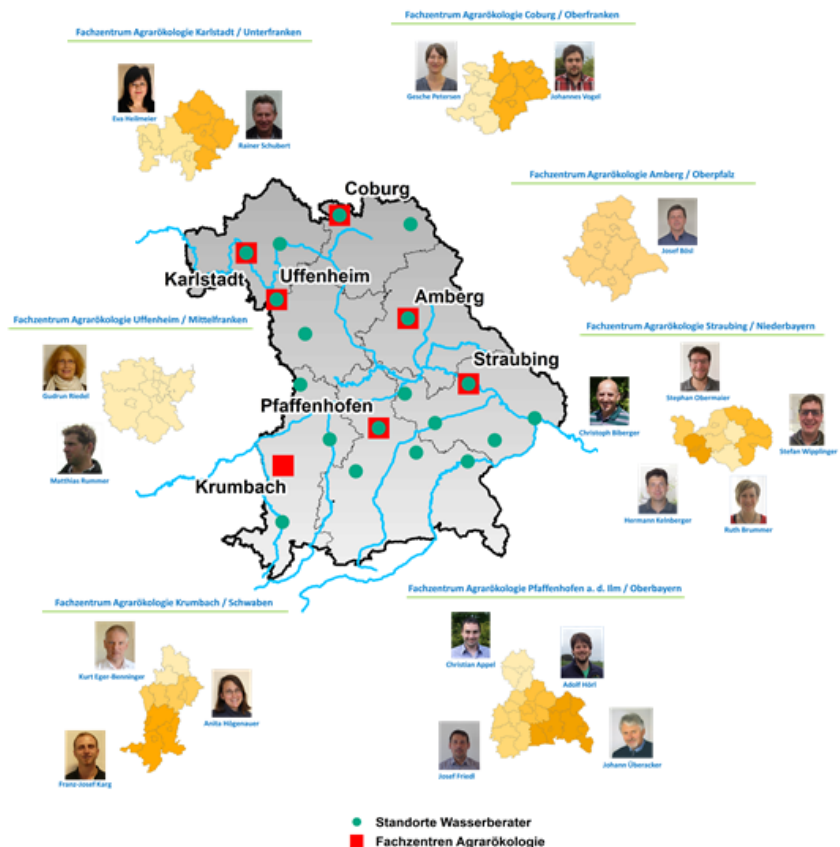 Fachzentrum Agrarökologie Karlstadt / Unterfranken
Eva Heilmeier
Rainer Schubert
Fachzentrum Agrarökologie Coburg / Oberfranken
Gesche Petersen
Johannes Vogel
Fachzentrum Agrarökologie Amberg / Oberpfalz
Josef Bösl
Coburg
Karlstadt
Uffenheim
Amberg
Straubing
Pfaffenhofen
Krumbach
Fachzentrum Agrarökologie Uffenheim / Mittelfranken
Gudrun Riedel
Matthias Rummer
Fachzentrum Agrarökologie Straubing / Niederbayern
Stephan Obermaier
Christoph Biberger
Stefan Wipplinger
Hermann Kelnberger
Ruth Brummer
Fachzentrum Agrarökologie Krumbach / Schwaben
Kurt Eger-Benninger
Anita Högenauer
Franz-Josef Karg
Fachzentrum Agrarökologie Pfaffenhofen a. d. Ilm / Oberbayern
Christian Appel
Adolf Hörl
Josef Friedl
Johann Überacker
Standorte Wasserberater
Fachzentren Agrarökologie